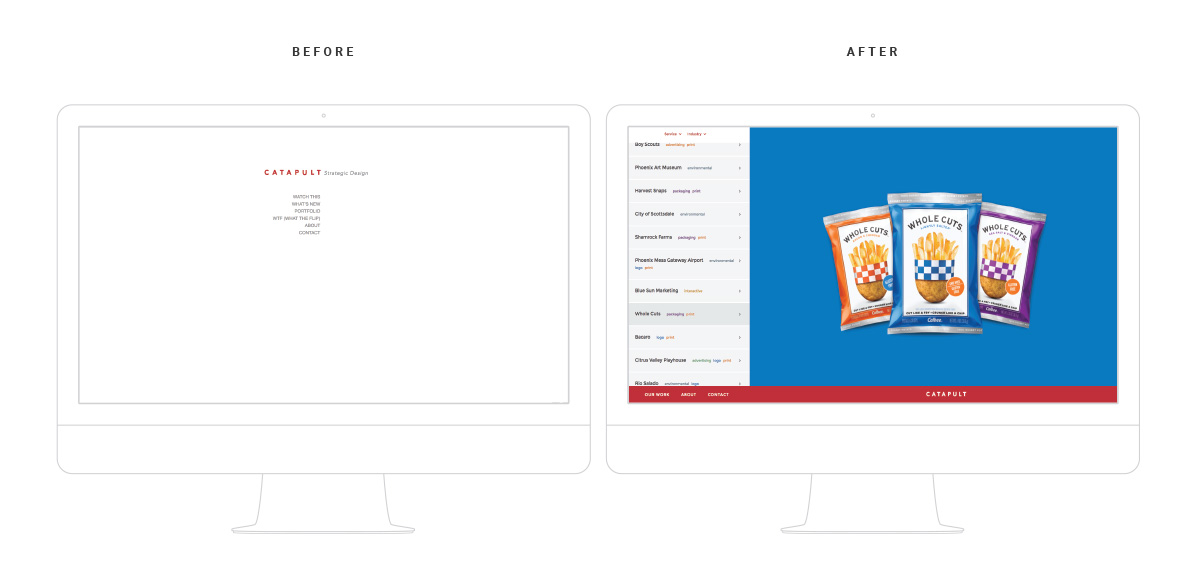 BEFORE
AFTER
CATAPULT Strategic Design
WATCH THIS
WHAT'S NEW
PORTFOLIO
WTF (WHAT THE FLIP)
ABOUT
CONTACT
Service Industry
Boy Scouts advertising print
Phoenix Art Museum environmental
Harvest Snaps packaging print
City of Scottsdale environmental
Shamrock Farms packaging print
Phoenix Mesa Gateway Airport environmental
logo print
Blue Sun Marketing interactive
Whole Cuts packaging print
Bacaro logo print
Citrus Valley Playhouse advertising logo print
Rio Salado environmental logo
WHOLE CUTS
WHOLE CUTS
WHOLE CUTS
OUR WORK ABOUT CONTACT
CATAPULT